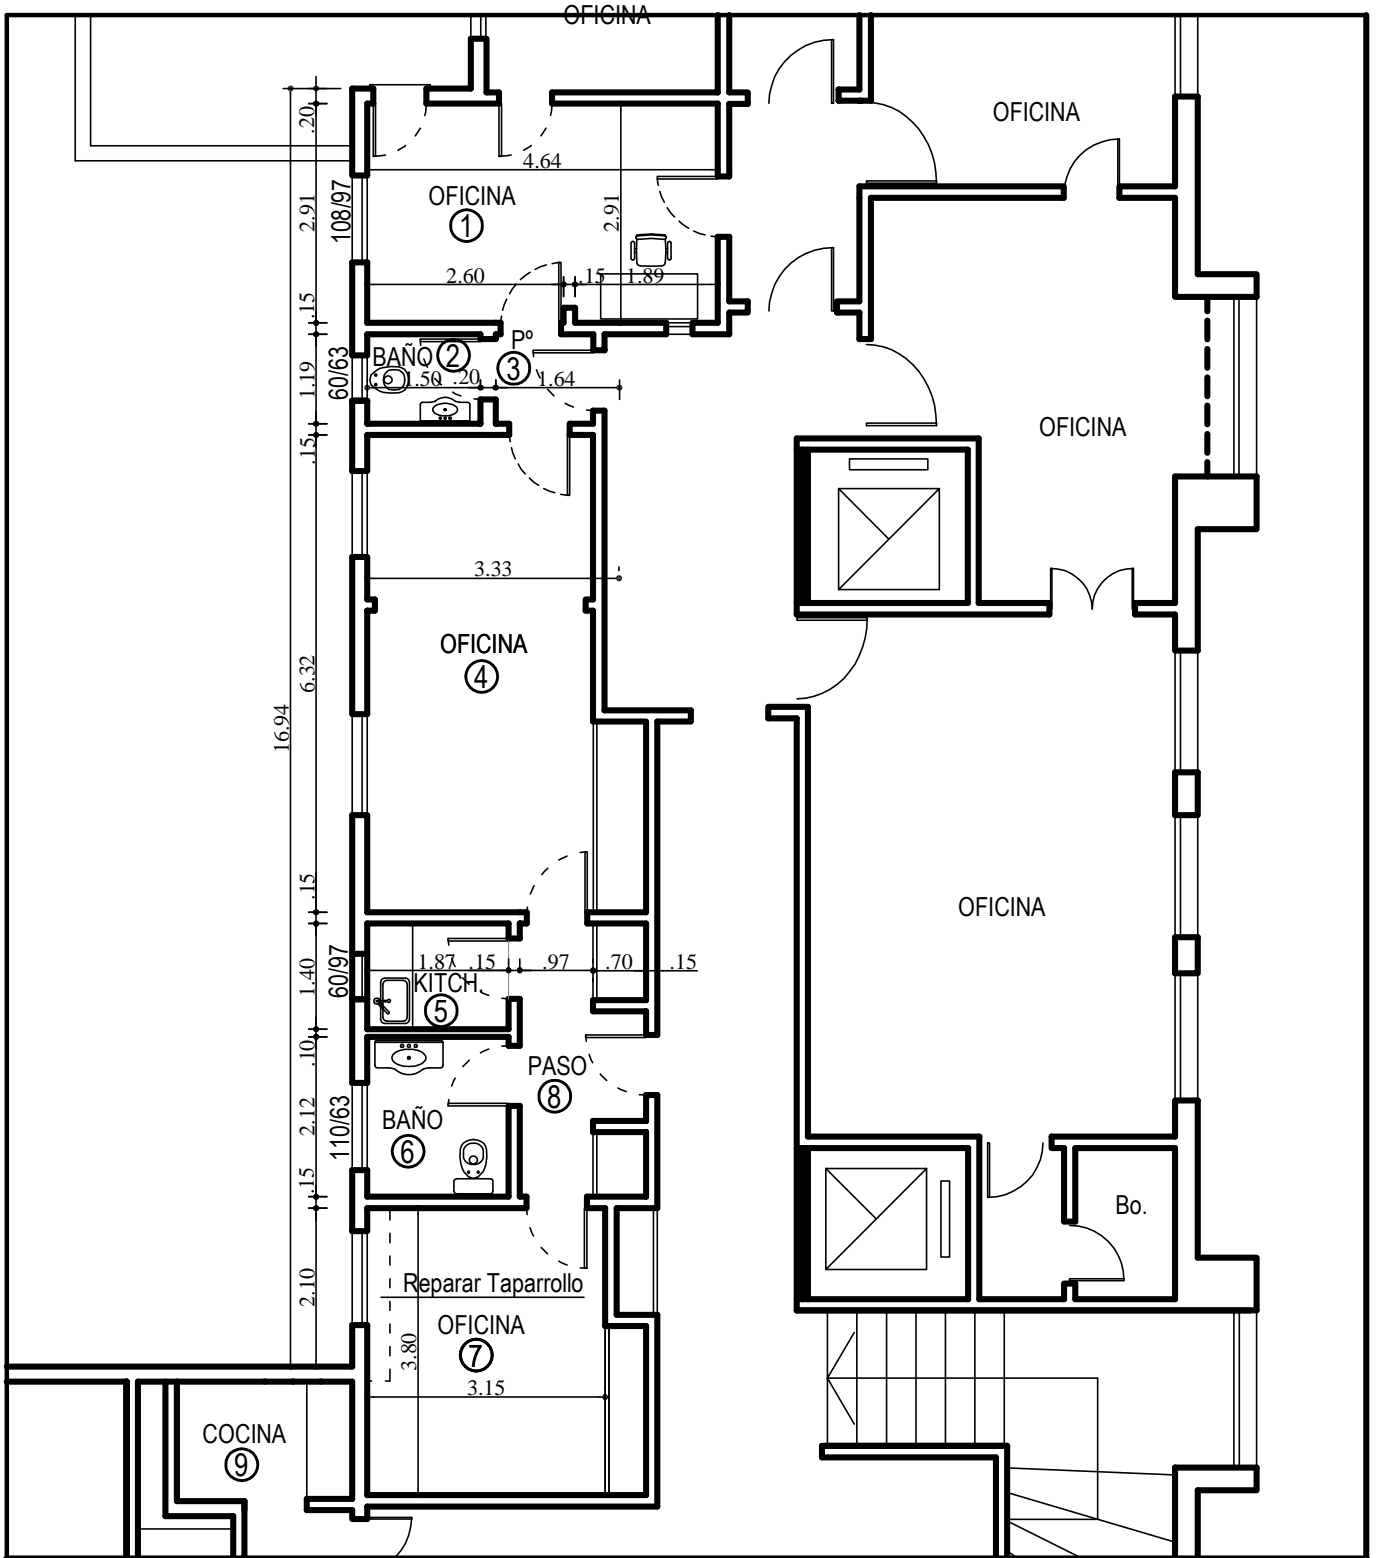 OFICINA
.20
OFICINA
4.64
OFICINA
1
2.91
108/97
2.91
2.60
.15
1.89
.15
Pº
BAÑO
2
3
60/63
1.19
1.50
.20
1.64
OFICINA
.15
3.33
OFICINA
4
6.32
16.94
.15
OFICINA
1.87
.15
.97
.70
.15
60/97
1.40
KITCH.
5
.10
PASO
8
110/63
2.12
BAÑO
6
.15
Bo.
2.10
Reparar Taparrollo
OFICINA
7
3.80
3.15
COCINA
9